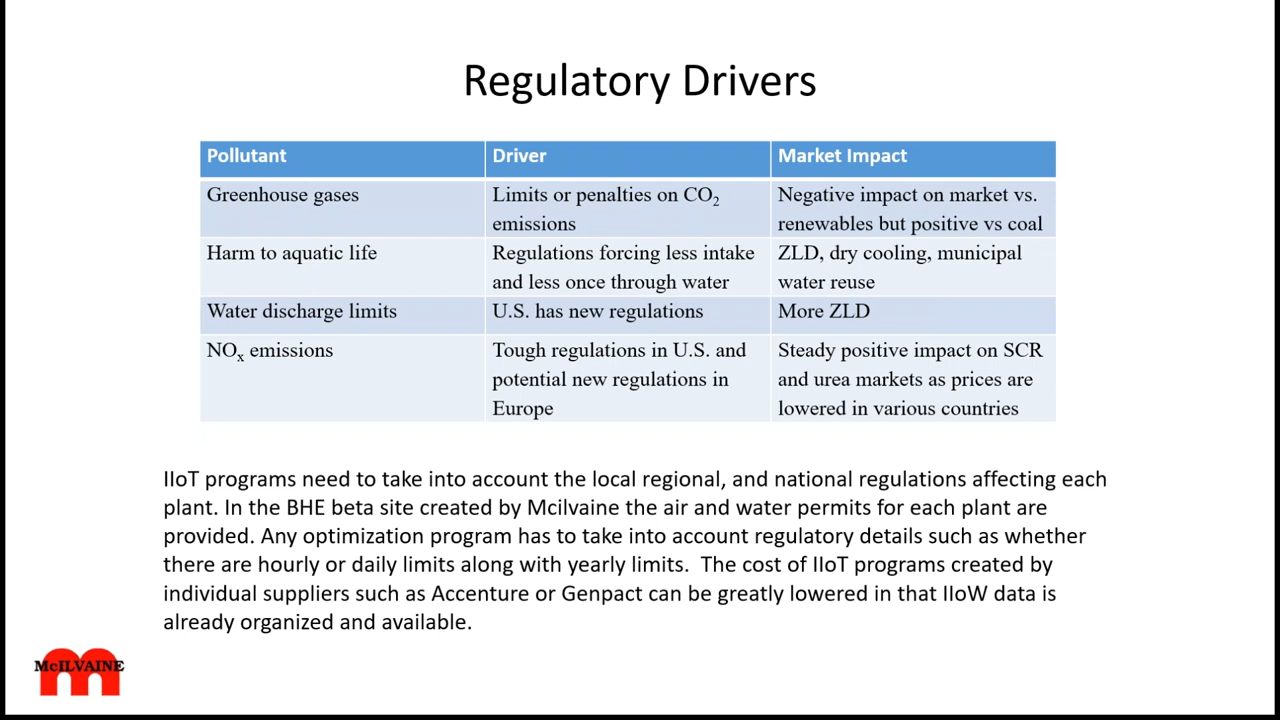 Regulatory Drivers
Pollutant
Driver
Market Impact
Greenhouse gases
Limits or penalties on CO₂
emissions
Negative impact on market vs.
renewables but positive vs coal
Harm to aquatic life
Regulations forcing less intake
and less once through water
ZLD, dry cooling, municipal
water reuse
Water discharge limits
U.S. has new regulations
More ZLD
NOₓ emissions
Tough regulations in U.S. and
potential new regulations in
Europe
Steady positive impact on SCR
and urea markets as prices are
lowered in various countries
IIoT programs need to take into account the local regional, and national regulations affecting each
plant. In the BHE beta site created by Mcilvaine the air and water permits for each plant are
provided. Any optimization program has to take into account regulatory details such as whether
there are hourly or daily limits along with yearly limits.  The cost of IIoT programs created by
individual suppliers such as Accenture or Genpact can be greatly lowered in that IIoW data is
already organized and available.
McILVAINE